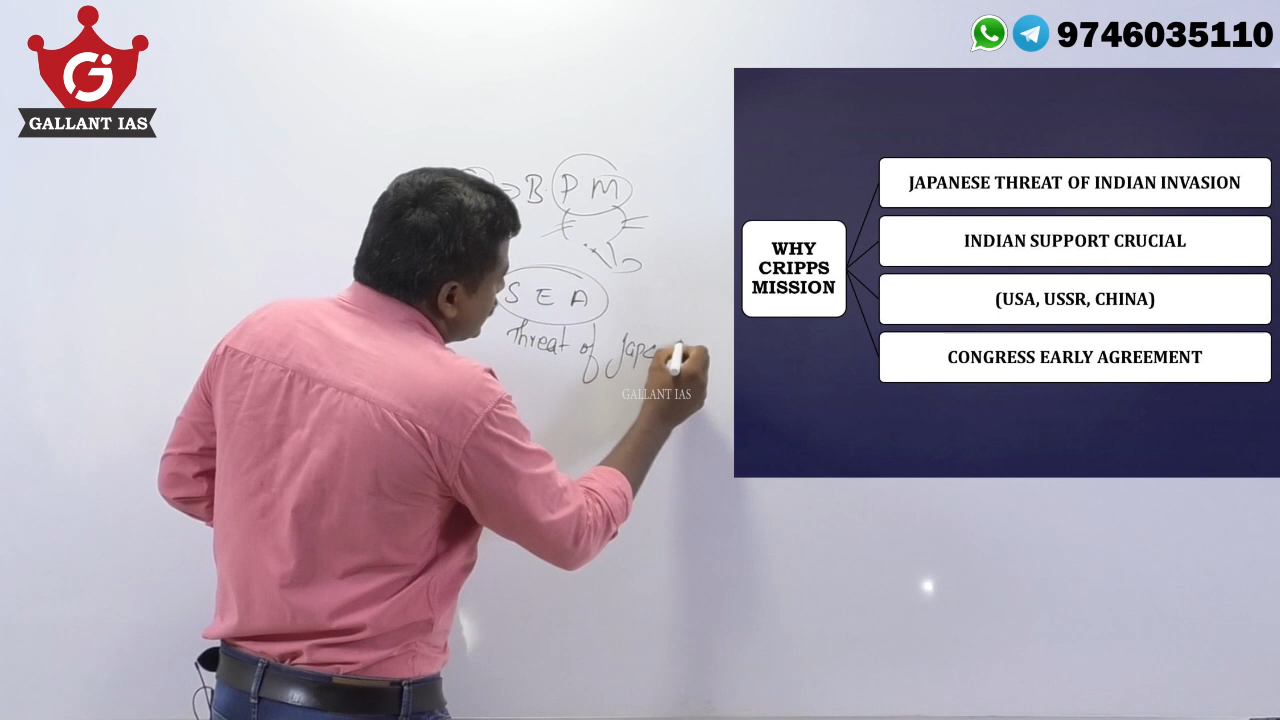 GALLANT IAS
9746035110
B. P M
S E A
Threat of Jape
GALLANT IAS
WHY
CRIPPS
MISSION
JAPANESE THREAT OF INDIAN INVASION
INDIAN SUPPORT CRUCIAL
(USA, USSR, CHINA)
CONGRESS EARLY AGREEMENT